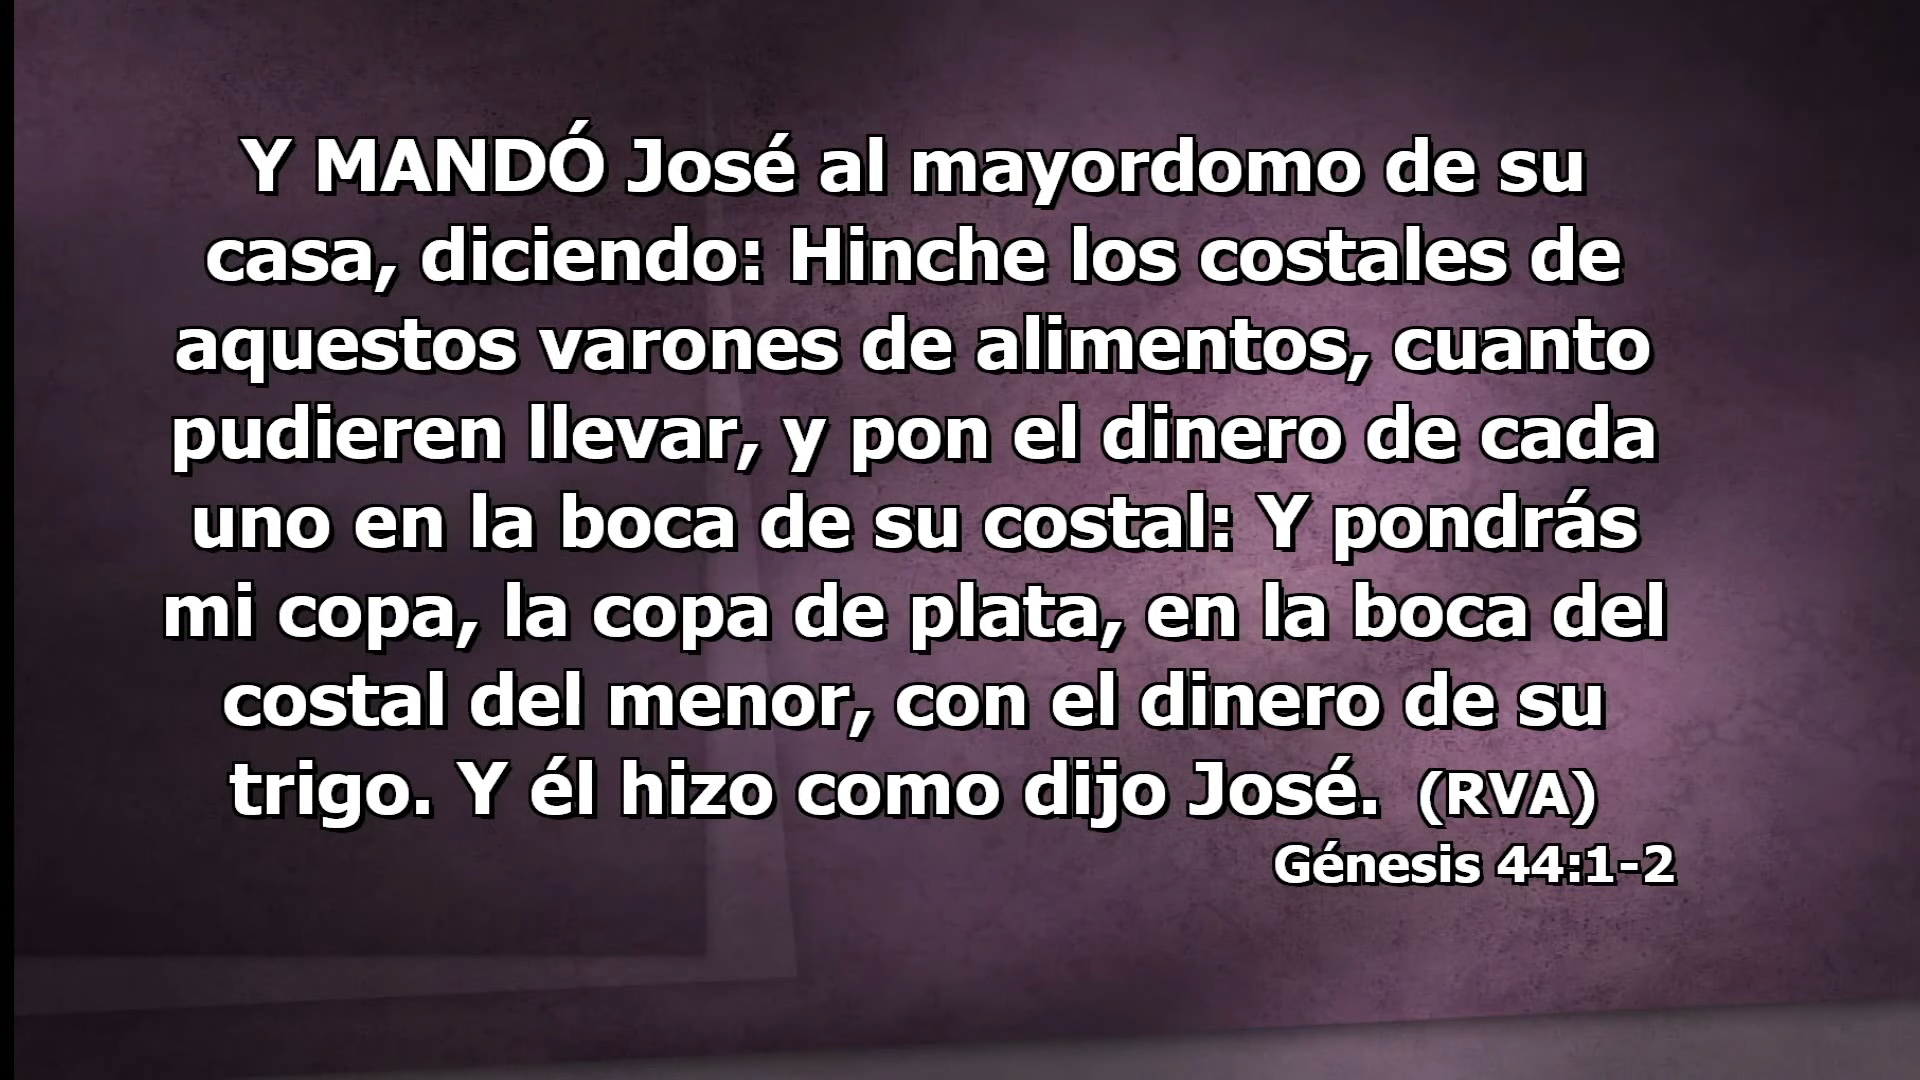 Y MANDÓ José al mayordomo de su
casa, diciendo: Hinche los costales de
aquestos varones de alimentos, cuanto
pudieren llevar, y pon el dinero de cada
uno en la boca de su costal: Y pondrás
mi copa, la copa de plata, en la boca del
costal del menor, con el dinero de su
trigo. Y él hizo como dijo José. (RVA)
Génesis 44:1-2